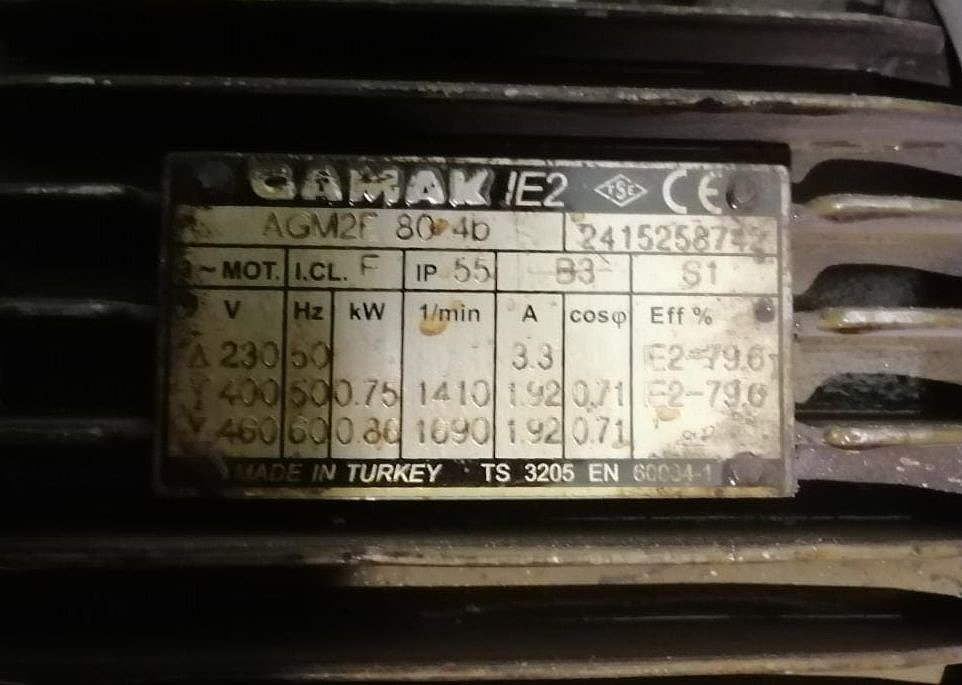 GAMAK IE2 TSE CE
AGM2E 80 4b 2415258742
3~MOT. I.CL. F IP 55 B3 S1
V Hz kW 1/min A cosφ Eff %
Δ 230 50 3.3 E2-79.6
Y 400 50 0.75 1410 1.92 0.71 E2-79.6
Y 460 60 0.86 1690 1.92 0.71
MADE IN TURKEY TS 3205 EN 60034-1